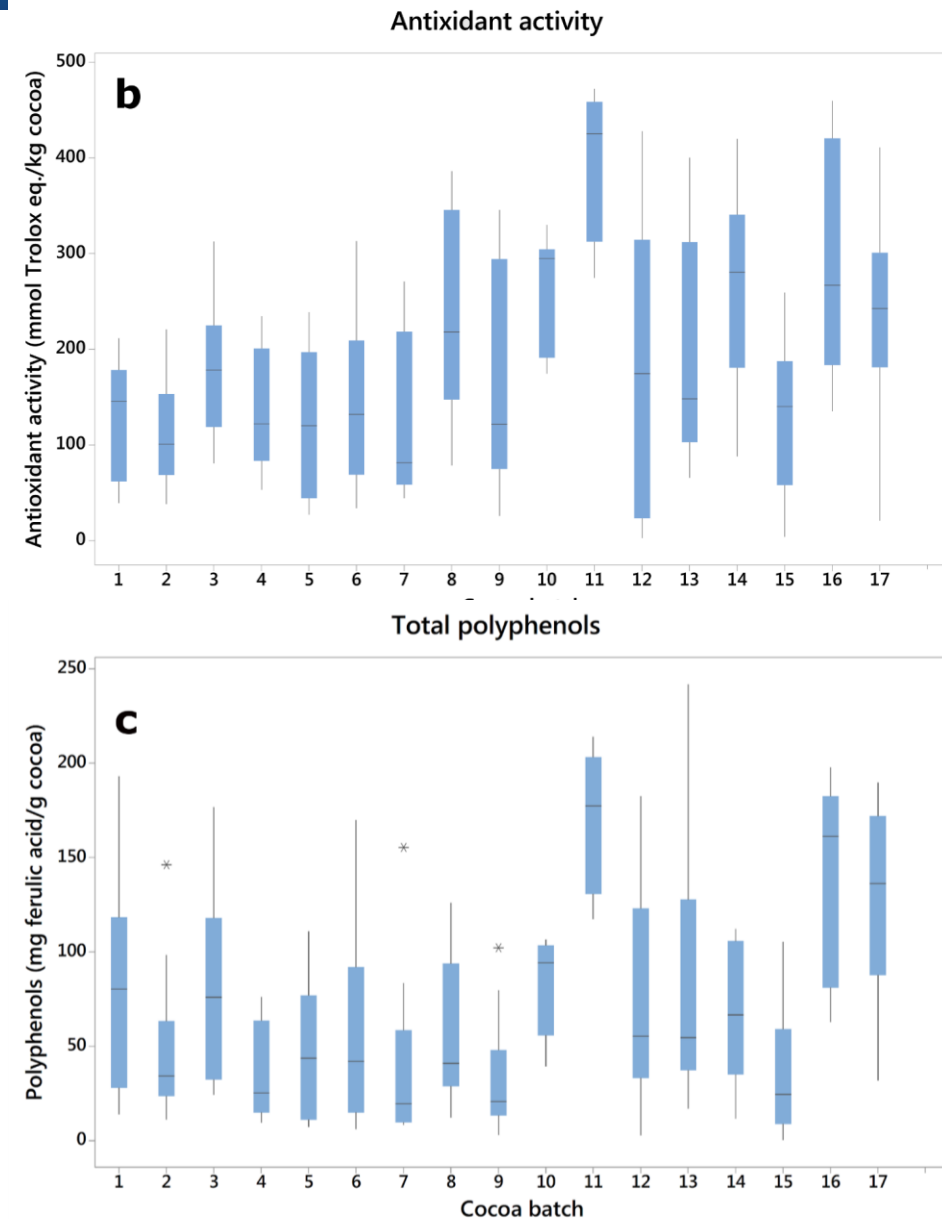 Antixidant activity
b
Antioxidant activity (mmol Trolox eq./kg cocoa)
500
400
300
200
100
0
1 2 3 4 5 6 7 8 9 10 11 12 13 14 15 16 17
Total polyphenols
c
Polyphenols (mg ferulic acid/g cocoa)
250
200
150
100
50
0
1 2 3 4 5 6 7 8 9 10 11 12 13 14 15 16 17
Cocoa batch